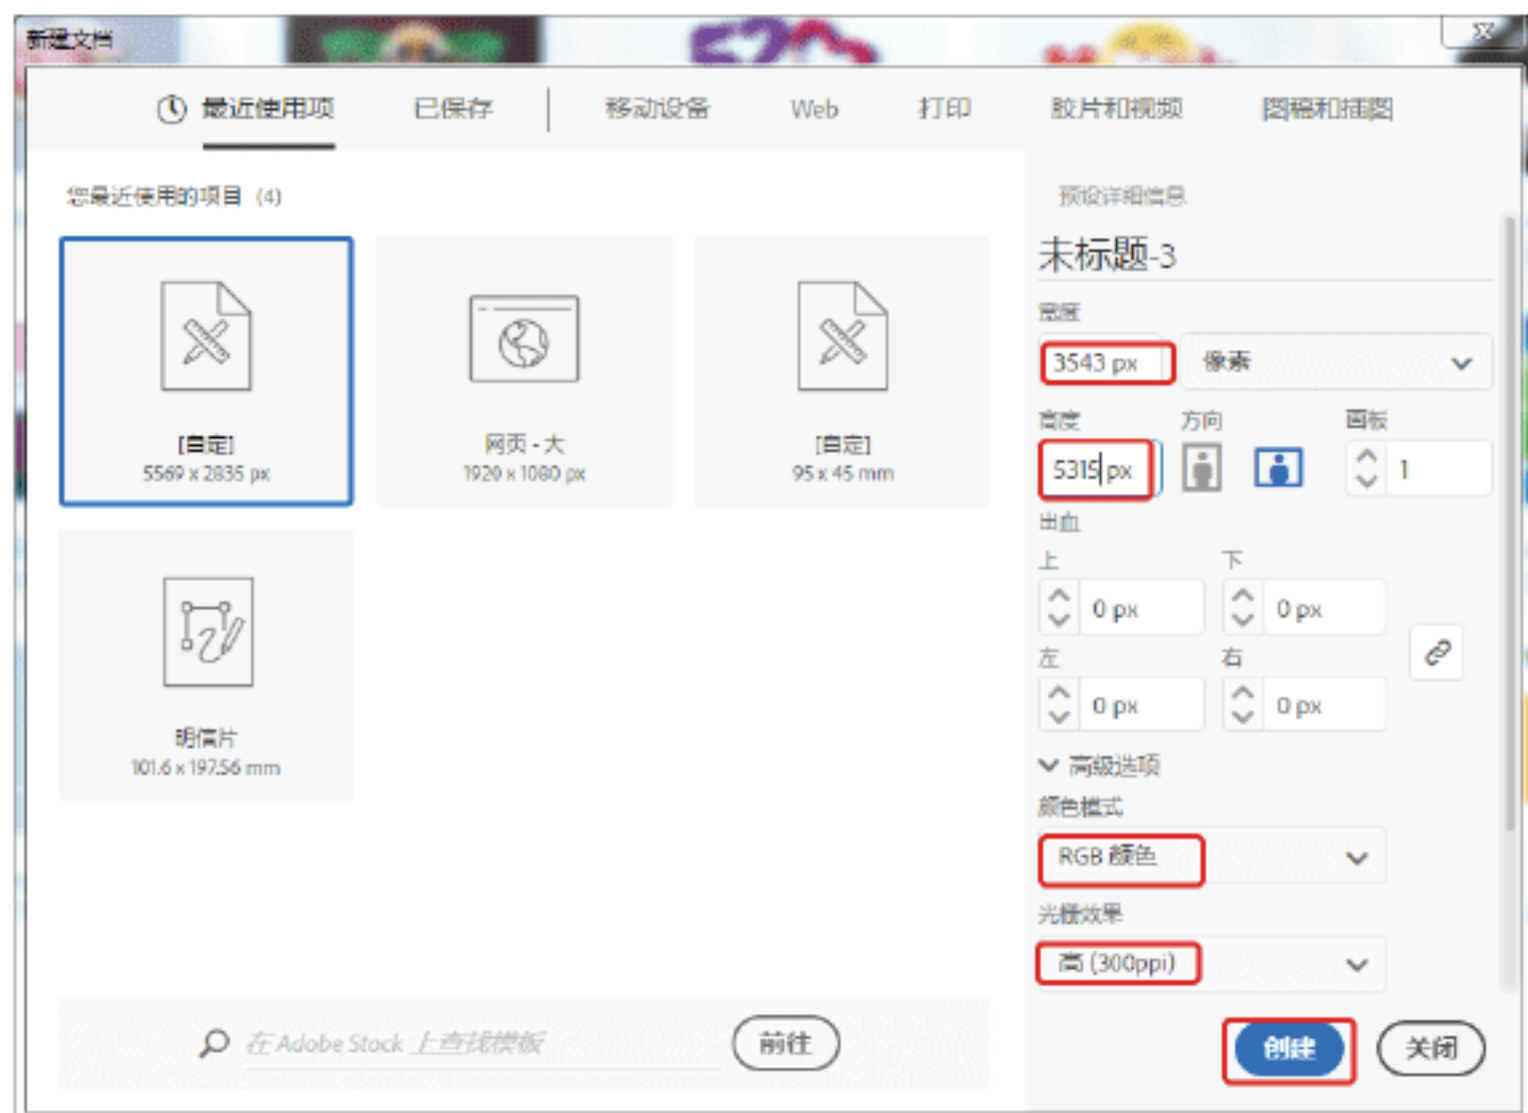 新建文档
最近使用项 已保存 移动设备 Web 打印 胶片和视频 图稿和插图
您最近使用的项目 (4)
[自定]
5569 x 2835 px
网页 - 大
1920 x 1080 px
[自定]
95 x 45 mm
明信片
101.6 x 197.56 mm
在 Adobe Stock 上查找模板
前往
预设详细信息
未标题-3
宽度
3543 px 像素
高度 方向 画板
5315 px 1
出血
上 下
0 px 0 px
左 右
0 px 0 px
高级选项
颜色模式
RGB 颜色
光栅效果
高 (300ppi)
创建 关闭